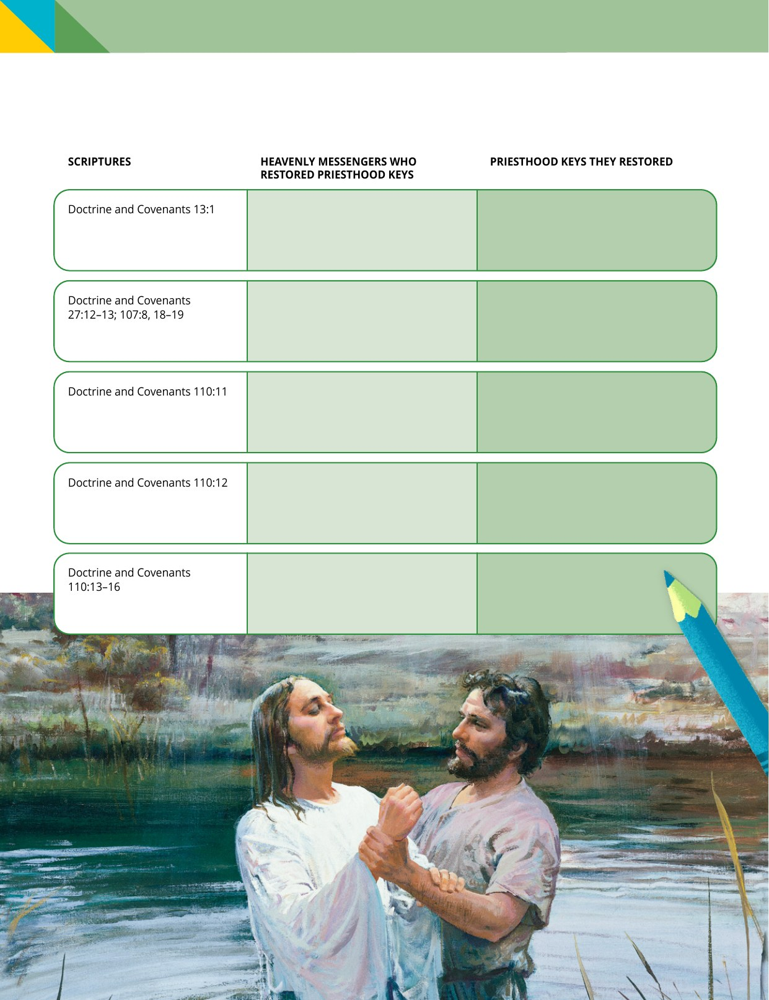 SCRIPTURES
HEAVENLY MESSENGERS WHO
RESTORED PRIESTHOOD KEYS
PRIESTHOOD KEYS THEY RESTORED
Doctrine and Covenants 13:1
Doctrine and Covenants
27:12–13; 107:8, 18–19
Doctrine and Covenants 110:11
Doctrine and Covenants 110:12
Doctrine and Covenants
110:13–16